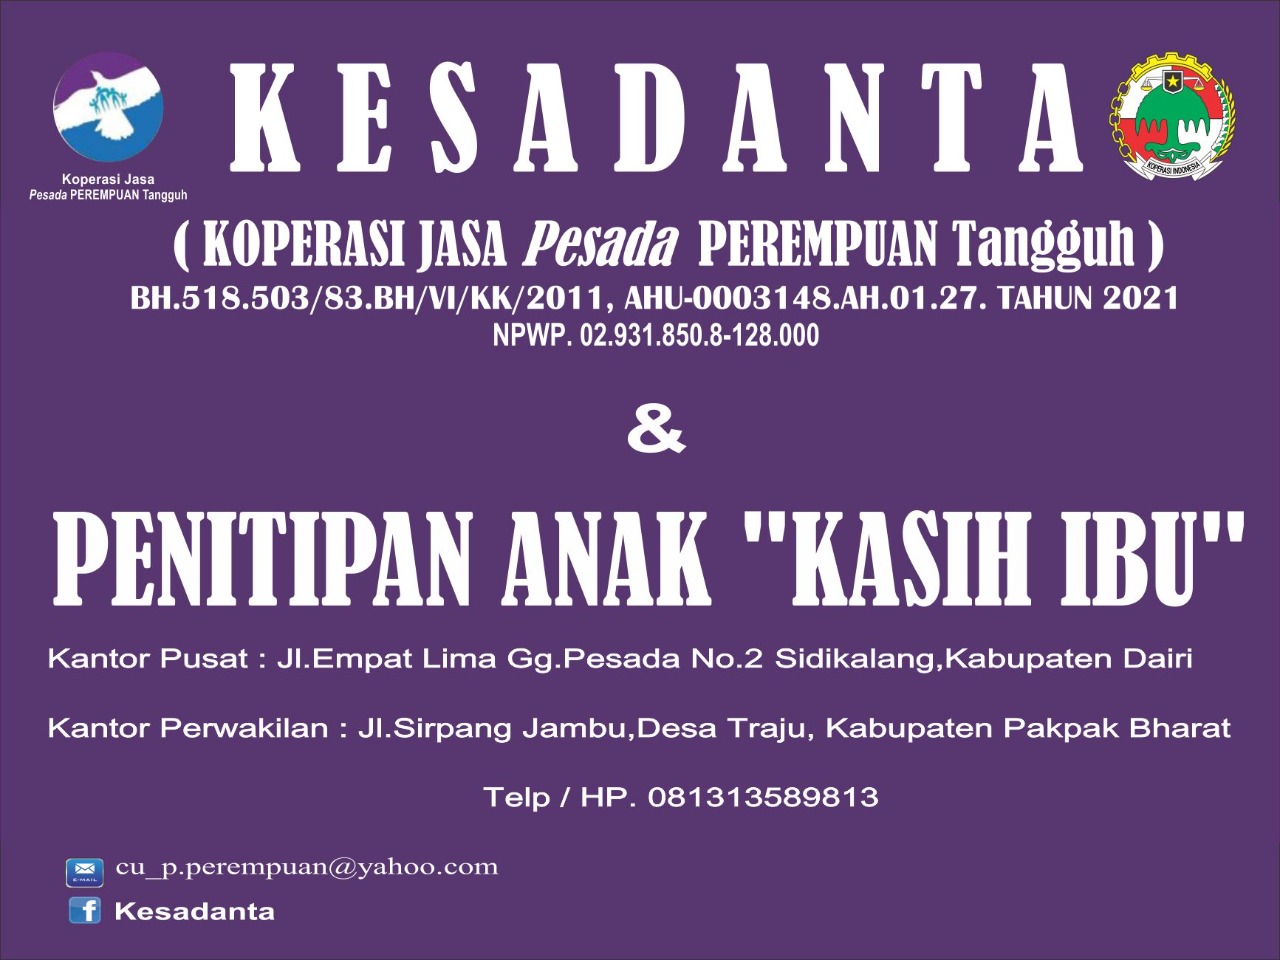 KESADANTA
Koperasi Jasa
Pesada PEREMPUAN Tangguh
KOPERASI INDONESIA
( KOPERASI JASA Pesada PEREMPUAN Tangguh )
BH.518.503/83.BH/VI/KK/2011, AHU-0003148.AH.01.27. TAHUN 2021
NPWP. 02.931.850.8-128.000
&
PENITIPAN ANAK "KASIH IBU"
Kantor Pusat : Jl.Empat Lima Gg.Pesada No.2 Sidikalang,Kabupaten Dairi
Kantor Perwakilan : Jl.Sirpang Jambu,Desa Traju, Kabupaten Pakpak Bharat
Telp / HP. 081313589813
E-MAIL
cu_p.perempuan@yahoo.com
f
Kesadanta